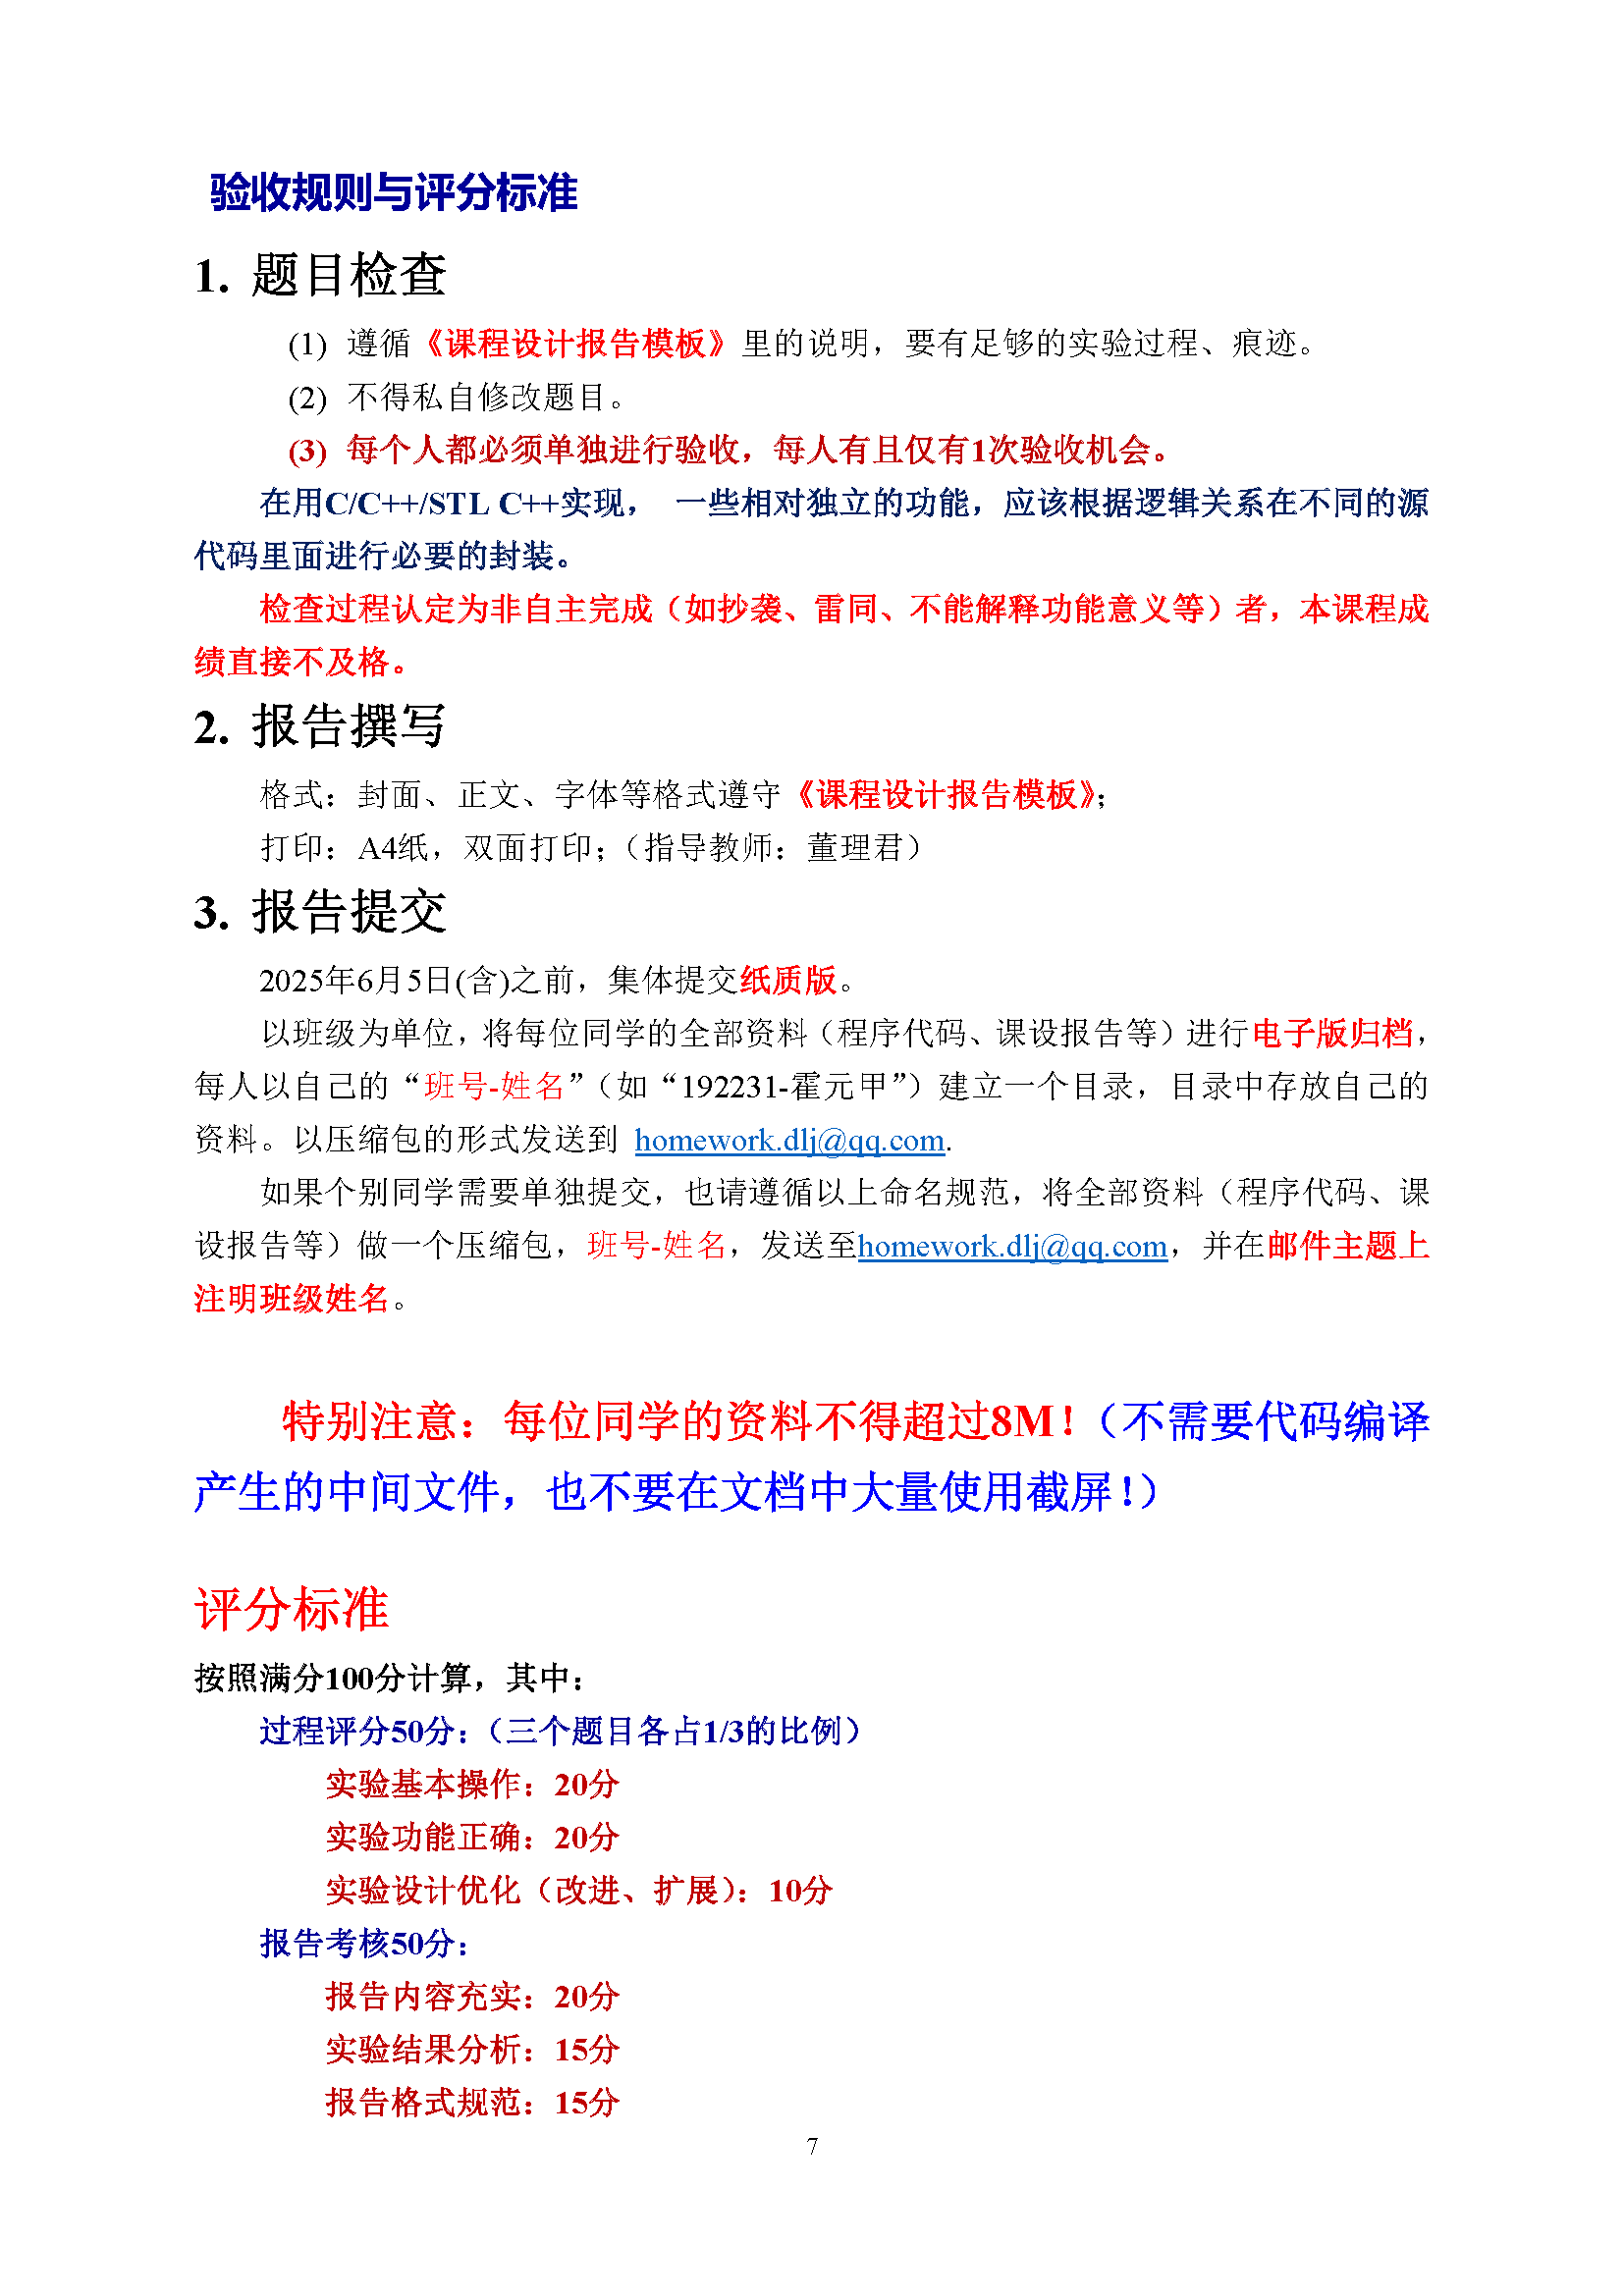 验收规则与评分标准
1. 题目检查
(1) 遵循《课程设计报告模板》里的说明，要有足够的实验过程、痕迹。
(2) 不得私自修改题目。
(3) 每个人都必须单独进行验收，每人有且仅有1次验收机会。
在用C/C++/STL C++实现， 一些相对独立的功能，应该根据逻辑关系在不同的源
代码里面进行必要的封装。
检查过程认定为非自主完成（如抄袭、雷同、不能解释功能意义等）者，本课程成
绩直接不及格。
2. 报告撰写
格式：封面、正文、字体等格式遵守《课程设计报告模板》；
打印：A4纸，双面打印；（指导教师：董理君）
3. 报告提交
2025年6月5日(含)之前，集体提交纸质版。
以班级为单位，将每位同学的全部资料（程序代码、课设报告等）进行电子版归档，
每人以自己的“班号-姓名”（如“192231-霍元甲”）建立一个目录，目录中存放自己的
资料。以压缩包的形式发送到 homework.dlj@qq.com.
如果个别同学需要单独提交，也请遵循以上命名规范，将全部资料（程序代码、课
设报告等）做一个压缩包，班号-姓名，发送至homework.dlj@qq.com，并在邮件主题上
注明班级姓名。
特别注意：每位同学的资料不得超过8M！（不需要代码编译
产生的中间文件，也不要在文档中大量使用截屏！）
评分标准
按照满分100分计算，其中：
过程评分50分：（三个题目各占1/3的比例）
实验基本操作：20分
实验功能正确：20分
实验设计优化（改进、扩展）：10分
报告考核50分：
报告内容充实：20分
实验结果分析：15分
报告格式规范：15分
7